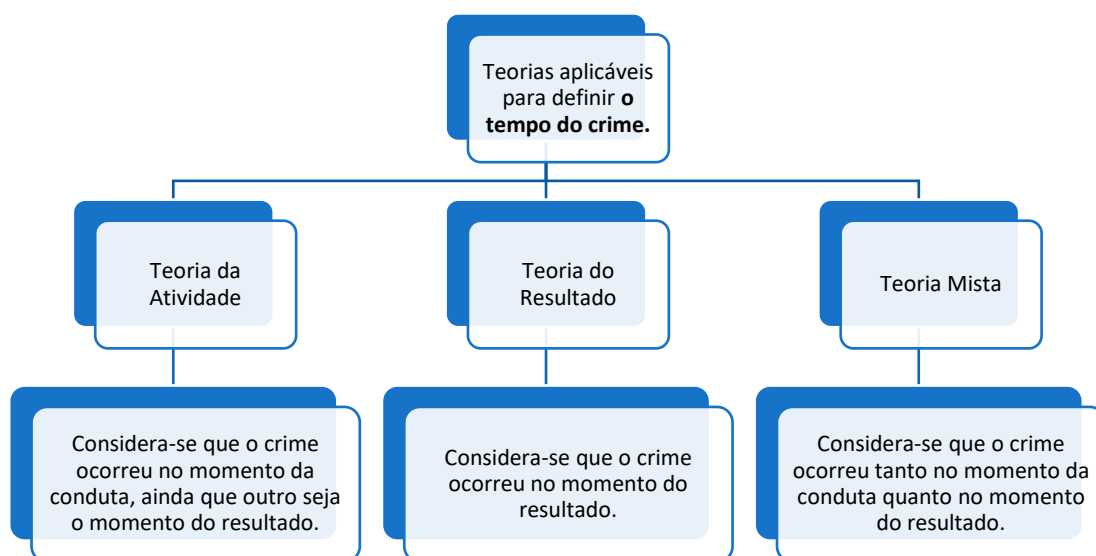 Teorias aplicáveis
para definir o
tempo do crime.
Teoria da
Atividade
Teoria do
Resultado
Teoria Mista
Considera-se que o crime
ocorreu no momento da
conduta, ainda que outro seja
o momento do resultado.
Considera-se que o crime
ocorreu no momento do
resultado.
Considera-se que o crime
ocorreu tanto no momento da
conduta quanto no momento
do resultado.